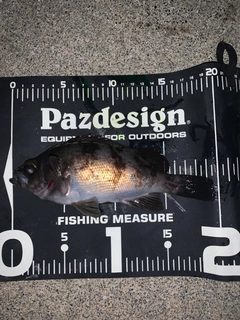 0 5 10 15 20
Pazdesign®
EQUIPMENT FOR OUTDOORS
FISHING MEASURE
5 15
0 1 2